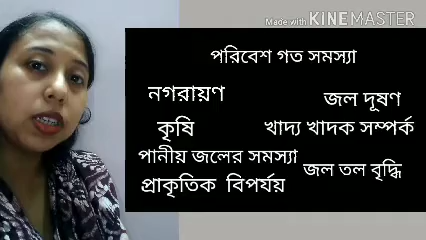 Made with KINEMASTER
পরিবেশ গত সমস্যা
নগরায়ণ
জল দূষণ
কৃষি
খাদ্য খাদক সম্পর্ক
পানীয় জলের সমস্যা
জল তল বৃদ্ধি
প্রাকৃতিক বিপর্যয়